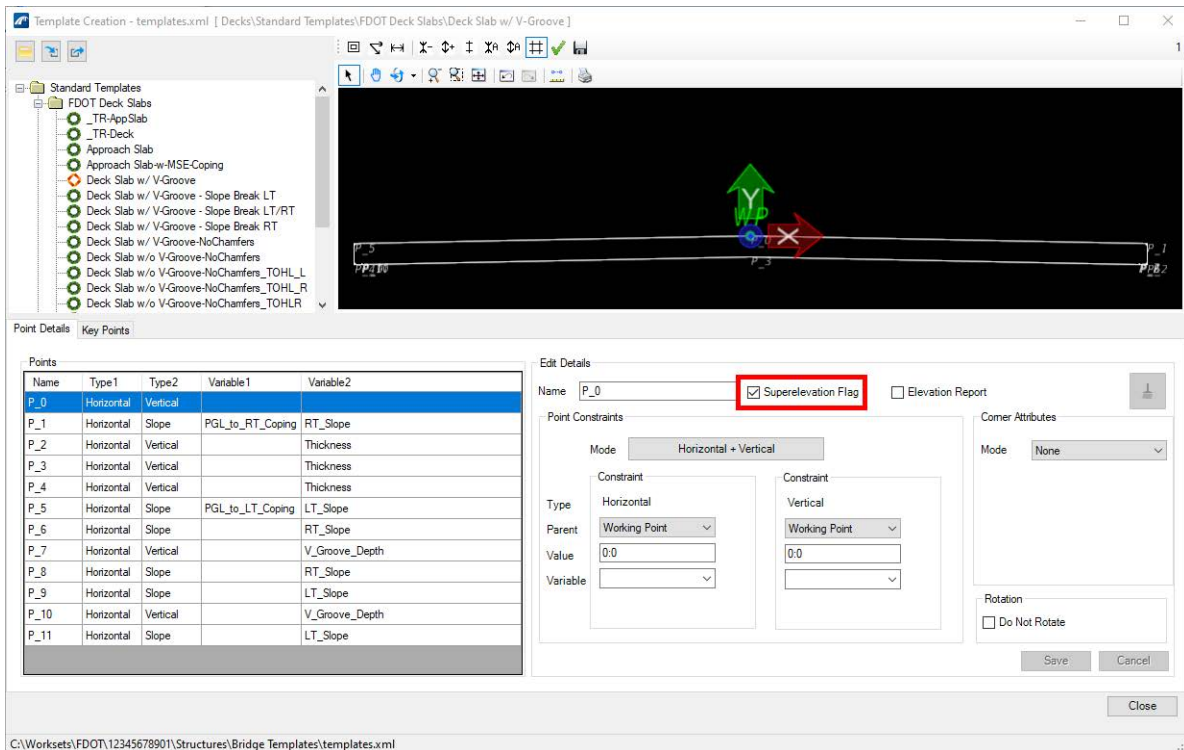 Template Creation - templates.xml [ Decks\Standard Templates\FDOT Deck Slabs\Deck Slab w/ V-Groove ]
1
Standard Templates
FDOT Deck Slabs
_TR-AppSlab
_TR-Deck
Approach Slab
Approach Slab-w-MSE-Coping
Deck Slab w/ V-Groove
Deck Slab w/ V-Groove - Slope Break LT
Deck Slab w/ V-Groove - Slope Break LT/RT
Deck Slab w/ V-Groove - Slope Break RT
Deck Slab w/ V-Groove-NoChamfers
Deck Slab w/o V-Groove-NoChamfers
Deck Slab w/o V-Groove-NoChamfers_TOHL_L
Deck Slab w/o V-Groove-NoChamfers_TOHL_R
Deck Slab w/o V-Groove-NoChamfers_TOHLR
Y
WP
X
P_5
P_1
P_3
Point Details Key Points
Points
Name Type1 Type2 Variable1 Variable2
P_0 Horizontal Vertical
P_1 Horizontal Slope PGL_to_RT_Coping RT_Slope
P_2 Horizontal Vertical Thickness
P_3 Horizontal Vertical Thickness
P_4 Horizontal Vertical Thickness
P_5 Horizontal Slope PGL_to_LT_Coping LT_Slope
P_6 Horizontal Slope RT_Slope
P_7 Horizontal Vertical V_Groove_Depth
P_8 Horizontal Slope RT_Slope
P_9 Horizontal Slope LT_Slope
P_10 Horizontal Vertical V_Groove_Depth
P_11 Horizontal Slope LT_Slope
Edit Details
Name P_0 Superelevation Flag Elevation Report
Point Constraints
Mode Horizontal + Vertical
Constraint Constraint
Type Horizontal Vertical
Parent Working Point Working Point
Value 0:0 0:0
Variable
Corner Attributes
Mode None
Rotation
Do Not Rotate
Save Cancel
Close
C:\Worksets\FDOT\12345678901\Structures\Bridge Templates\templates.xml